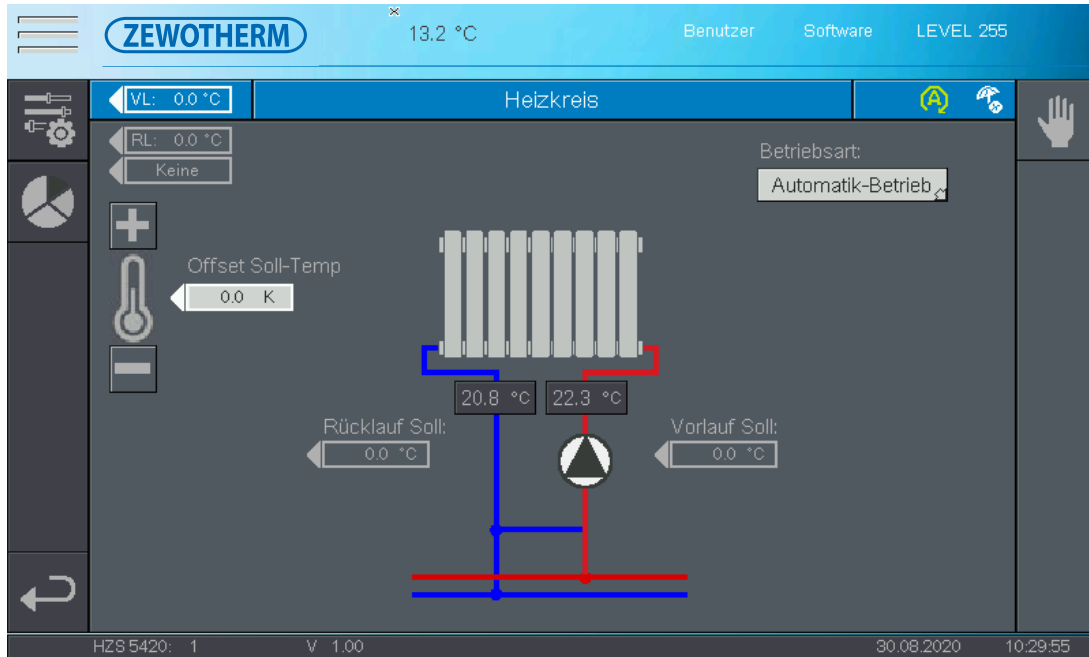 ZEWOTHERM
13.2 °C
Benutzer Software LEVEL 255
VL: 0.0 °C
Heizkreis
A
RL: 0.0 °C
Keine
Betriebsart:
Automatik-Betrieb
Offset Soll-Temp
0.0 K
20.8 °C 22.3 °C
Rücklauf Soll:
0.0 °C
Vorlauf Soll:
0.0 °C
HZS 5420: 1 V 1.00 30.08.2020 10:29:55